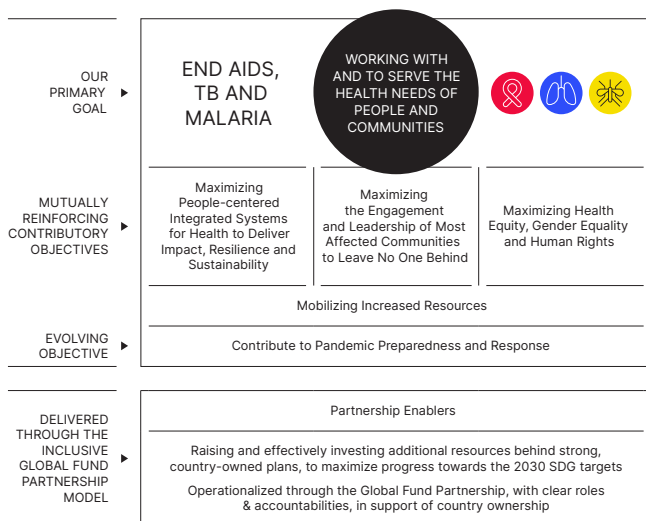 OUR
PRIMARY
GOAL
END AIDS,
TB AND
MALARIA
WORKING WITH
AND TO SERVE THE
HEALTH NEEDS OF
PEOPLE AND
COMMUNITIES
MUTUALLY
REINFORCING
CONTRIBUTORY
OBJECTIVES
Maximizing
People-centered
Integrated Systems
for Health to Deliver
Impact, Resilience and
Sustainability
Maximizing
the Engagement
and Leadership of Most
Affected Communities
to Leave No One Behind
Maximizing Health
Equity, Gender Equality
and Human Rights
Mobilizing Increased Resources
EVOLVING
OBJECTIVE
Contribute to Pandemic Preparedness and Response
DELIVERED
THROUGH THE
INCLUSIVE
GLOBAL FUND
PARTNERSHIP
MODEL
Partnership Enablers
Raising and effectively investing additional resources behind strong,
country-owned plans, to maximize progress towards the 2030 SDG targets
Operationalized through the Global Fund Partnership, with clear roles
& accountabilities, in support of country ownership